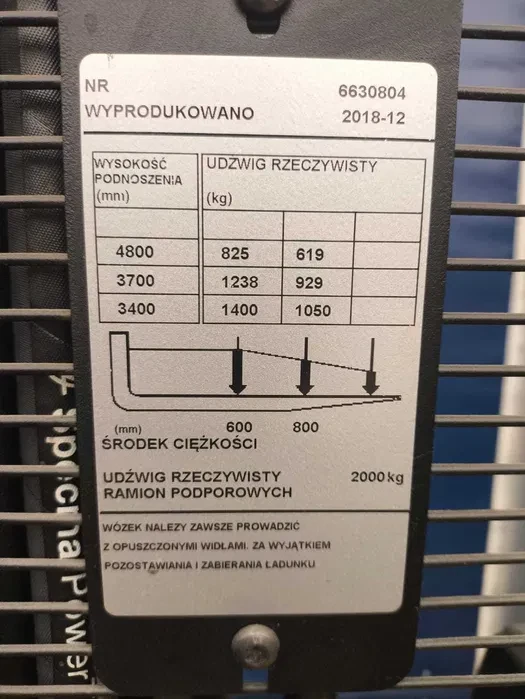 NR 6630804
WYPRODUKOWANO 2018-12
WYSOKOŚĆ PODNOSZENIA (mm)
UDŹWIG RZECZYWISTY (kg)
4800 825 619
3700 1238 929
3400 1400 1050
(mm) 600 800
ŚRODEK CIĘŻKOŚCI
UDŹWIG RZECZYWISTY 2000 kg
RAMION PODPOROWYCH
WÓZEK NALEŻY ZAWSZE PROWADZIĆ
Z OPUSZCZONYMI WIDŁAMI. ZA WYJĄTKIEM
POZOSTAWIANIA I ZABIERANIA ŁADUNKU
Power